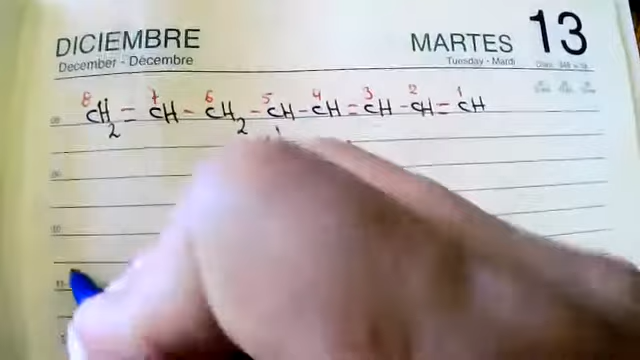 DICIEMBRE
December - Décembre
MARTES
Tuesday - Mardi
13
8 7 6 5 4 3 2 1
CH2 = CH - CH2 - CH - CH = CH - CH = CH
11